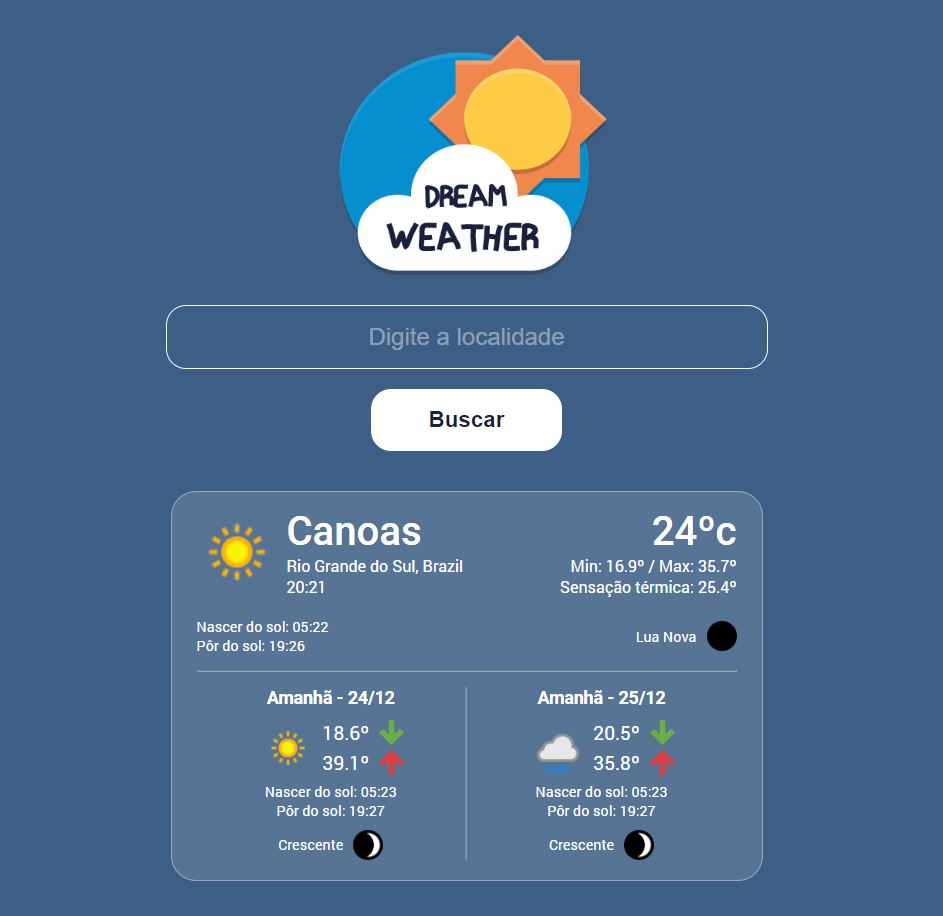 DREAM
WEATHER
Digite a localidade
Buscar
Canoas
Rio Grande do Sul, Brazil
20:21
24ºc
Min: 16.9º / Max: 35.7º
Sensação térmica: 25.4º
Nascer do sol: 05:22
Pôr do sol: 19:26
Lua Nova
Amanhã - 24/12
18.6º
39.1º
Nascer do sol: 05:23
Pôr do sol: 19:27
Crescente
Amanhã - 25/12
20.5º
35.8º
Nascer do sol: 05:23
Pôr do sol: 19:27
Crescente